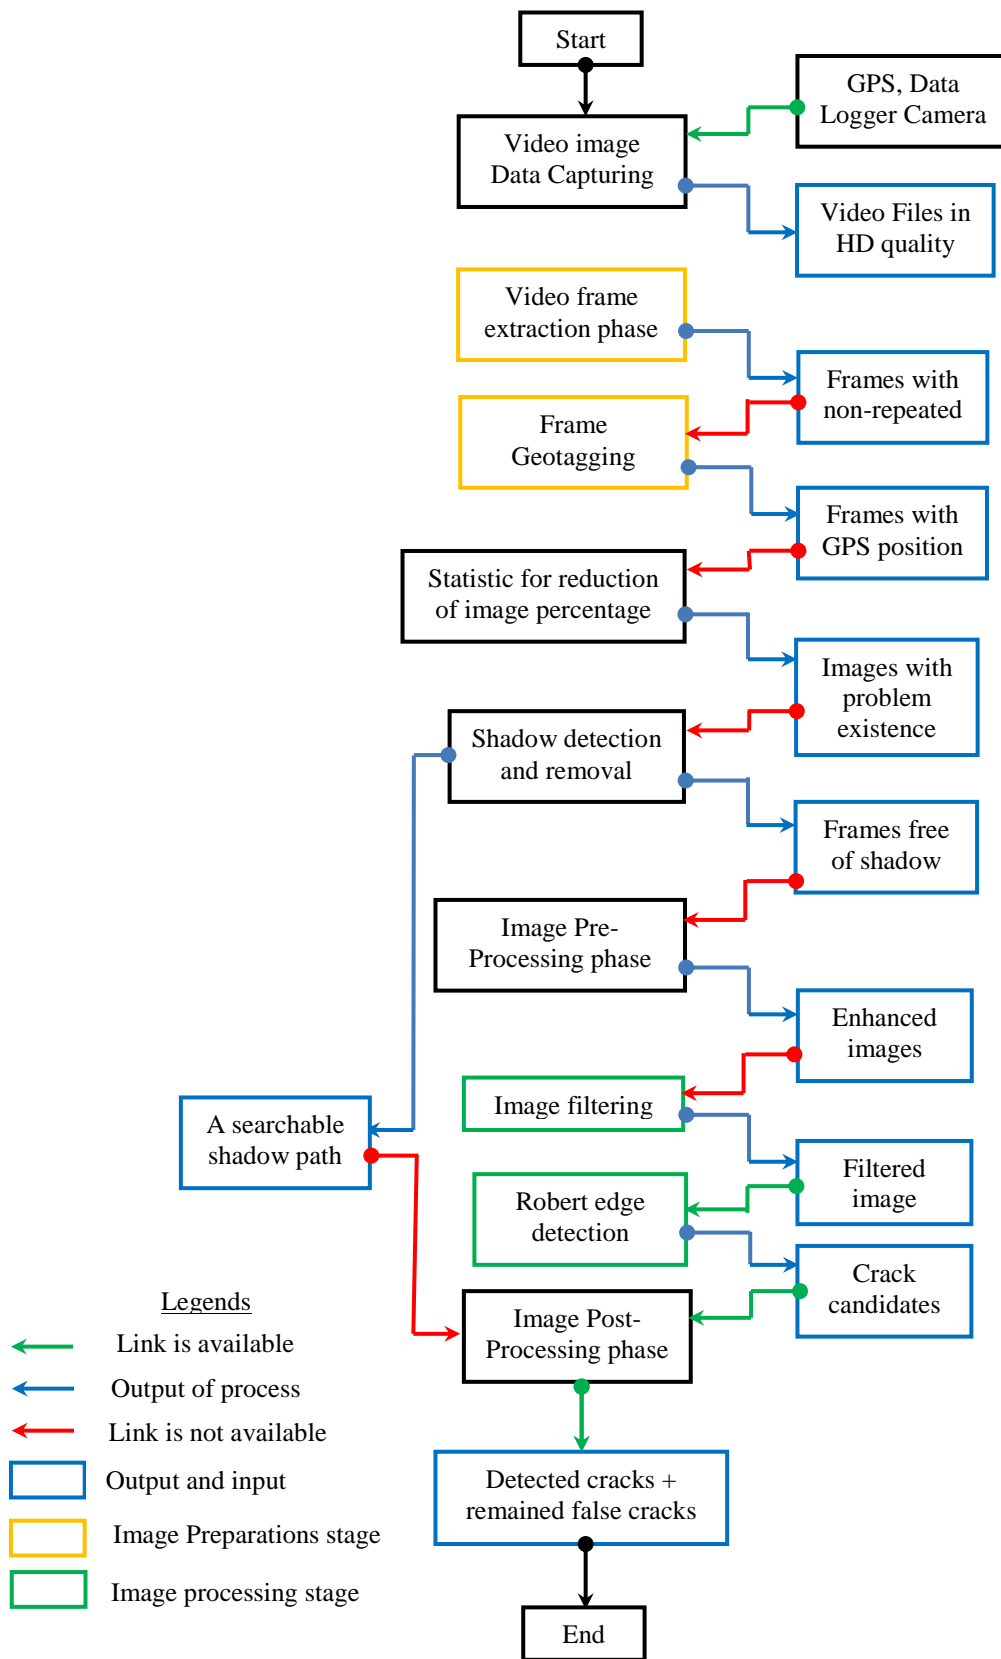 Start
GPS, Data
Logger Camera
Video image
Data Capturing
Video Files in
HD quality
Video frame
extraction phase
Frames with
non-repeated
Frame
Geotagging
Frames with
GPS position
Statistic for reduction
of image percentage
Images with
problem
existence
Shadow detection
and removal
Frames free
of shadow
Image Pre-
Processing phase
Enhanced
images
Image filtering
A searchable
shadow path
Filtered
image
Robert edge
detection
Crack
candidates
Image Post-
Processing phase
Detected cracks +
remained false cracks
End
Legends
Link is available
Output of process
Link is not available
Output and input
Image Preparations stage
Image processing stage